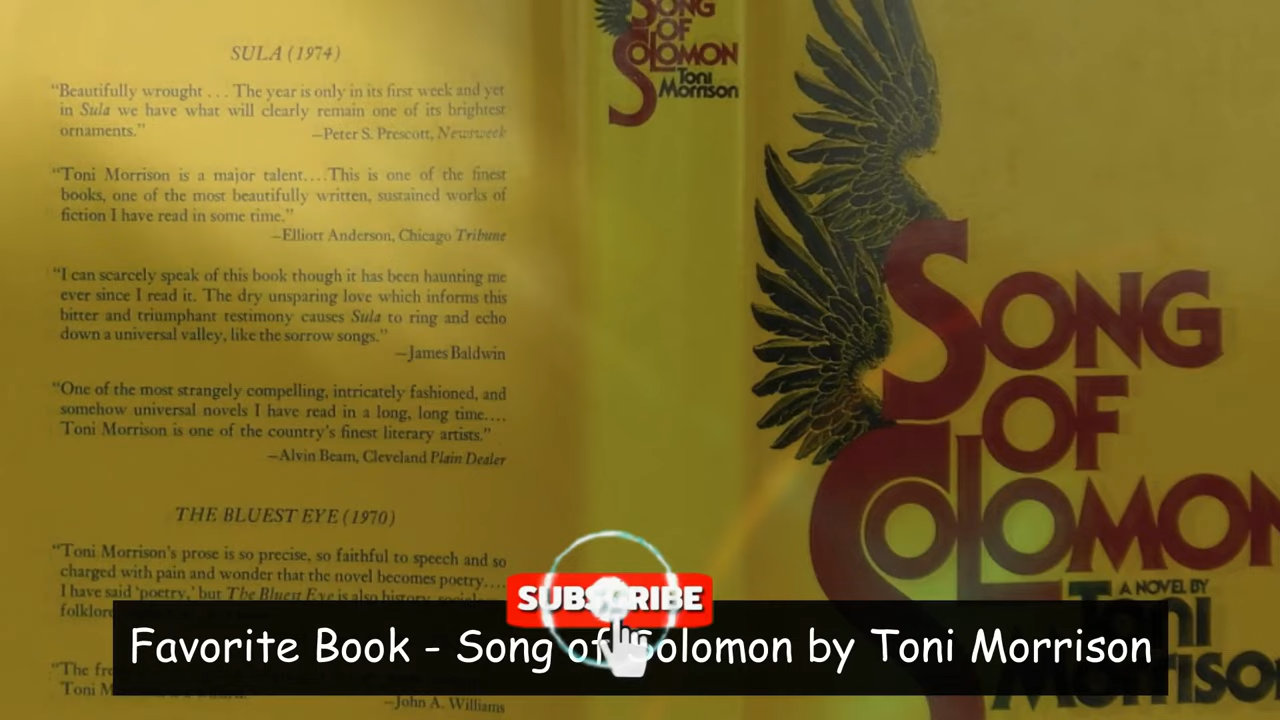 SULA (1974)
“Beautifully wrought . . . The year is only in its first week and yet
in Sula we have what will clearly remain one of its brightest
ornaments.”
—Peter S. Prescott, Newsweek
“Toni Morrison is a major talent....This is one of the finest
books, one of the most beautifully written, sustained works of
fiction I have read in some time.”
—Elliott Anderson, Chicago Tribune
“I can scarcely speak of this book though it has been haunting me
ever since I read it. The dry unsparing love which informs this
bitter and triumphant testimony causes Sula to ring and echo
down a universal valley, like the sorrow songs.”
—James Baldwin
“One of the most strangely compelling, intricately fashioned, and
somehow universal novels I have read in a long, long time....
Toni Morrison is one of the country's finest literary artists.”
—Alvin Beam, Cleveland Plain Dealer
THE BLUEST EYE (1970)
“Toni Morrison's prose is so precise, so faithful to speech and so
charged with pain and wonder that the novel becomes poetry....
I have said ‘poetry,’ but The Bluest Eye is also history,
“The
Toni
—John A. Williams
SONG
OF
SOLOMON
Toni
Morrison
SONG
OF
SOLOMON
A NOVEL BY
Toni
Morrison
SUBSCRIBE
Favorite Book - Song of Solomon by Toni Morrison